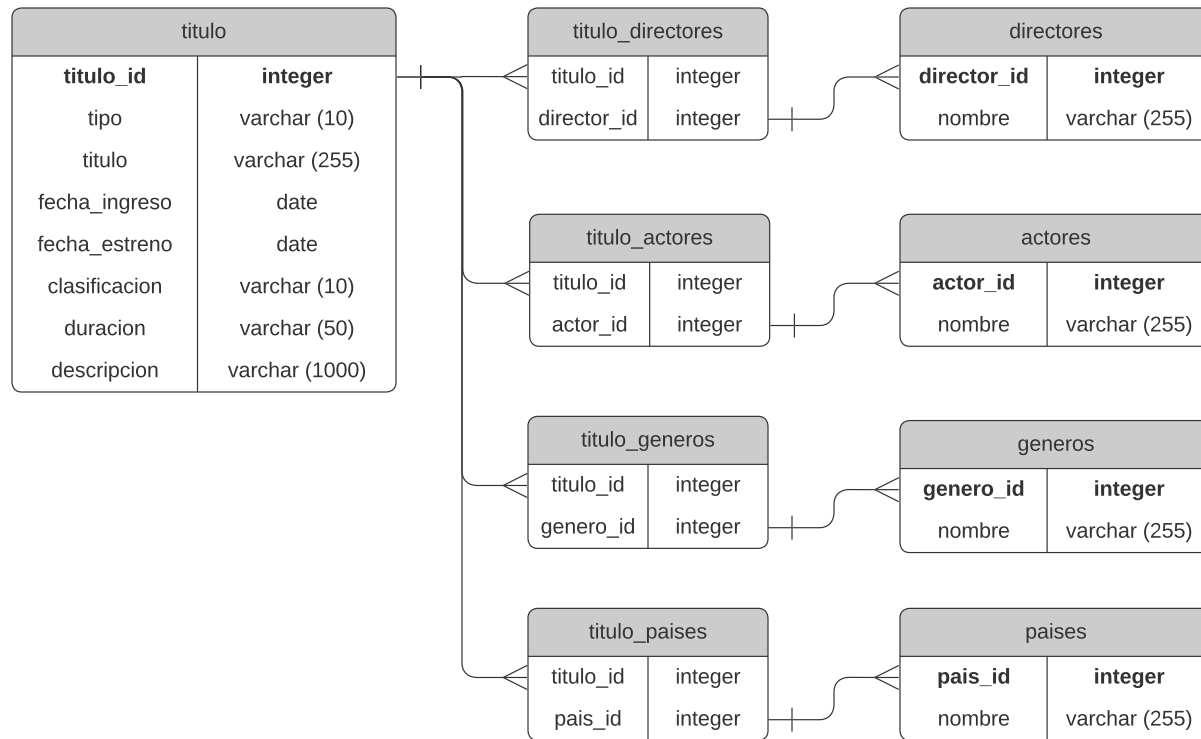 titulo
titulo_id integer
tipo varchar (10)
titulo varchar (255)
fecha_ingreso date
fecha_estreno date
clasificacion varchar (10)
duracion varchar (50)
descripcion varchar (1000)
titulo_directores
titulo_id integer
director_id integer
directores
director_id integer
nombre varchar (255)
titulo_actores
titulo_id integer
actor_id integer
actores
actor_id integer
nombre varchar (255)
titulo_generos
titulo_id integer
genero_id integer
generos
genero_id integer
nombre varchar (255)
titulo_paises
titulo_id integer
pais_id integer
paises
pais_id integer
nombre varchar (255)